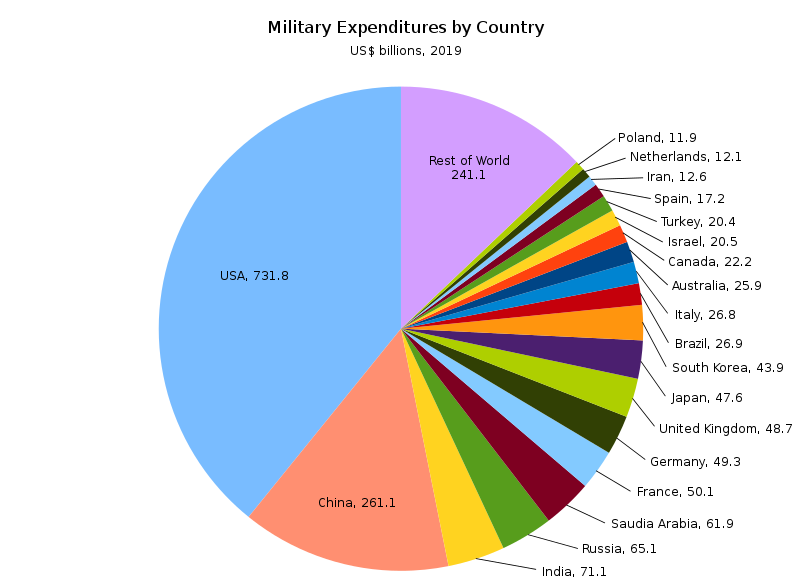 Military Expenditures by Country
US$ billions, 2019
Rest of World
241.1
Poland, 11.9
Netherlands, 12.1
Iran, 12.6
Spain, 17.2
Turkey, 20.4
Israel, 20.5
Canada, 22.2
Australia, 25.9
Italy, 26.8
Brazil, 26.9
South Korea, 43.9
Japan, 47.6
United Kingdom, 48.7
Germany, 49.3
France, 50.1
Saudia Arabia, 61.9
Russia, 65.1
India, 71.1
China, 261.1
USA, 731.8